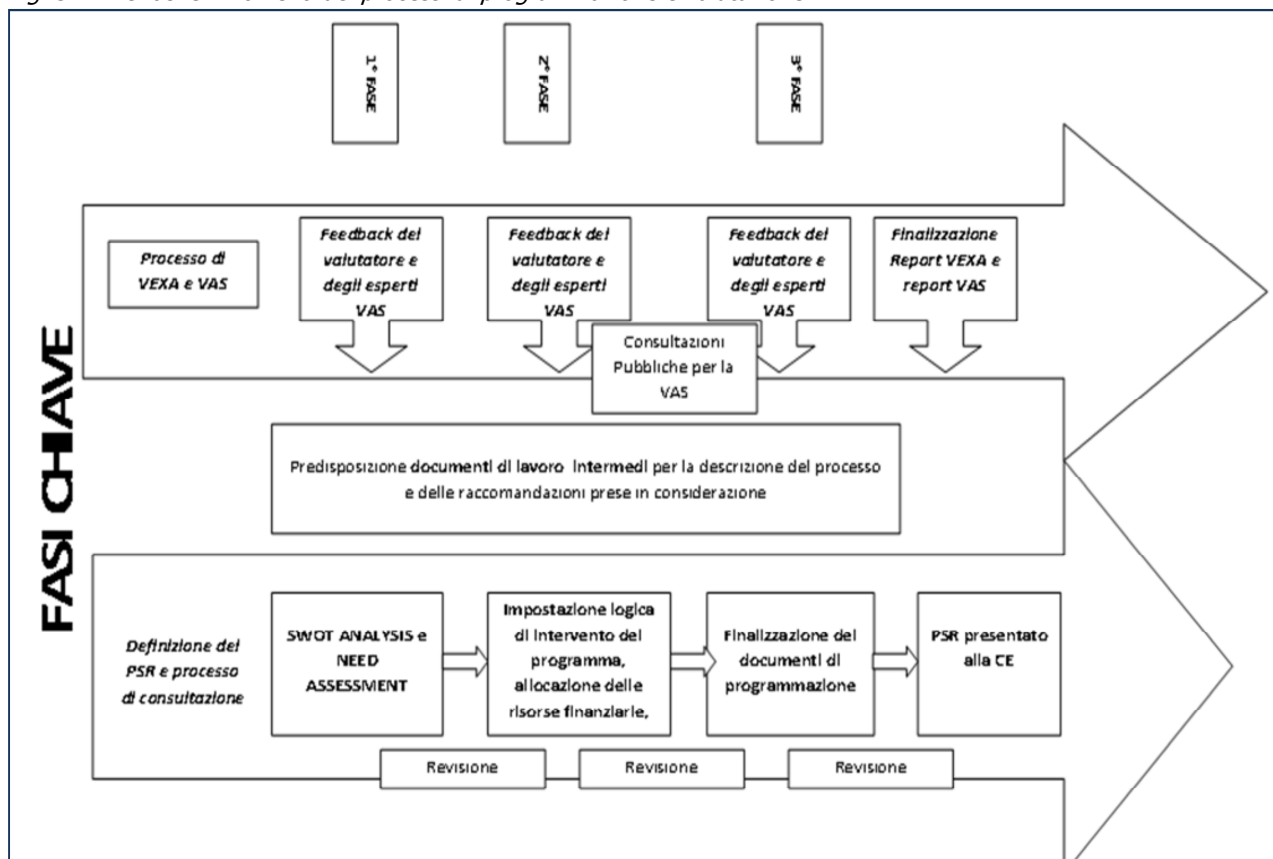 1° FASE
2° FASE
3° FASE
FASI CHIAVE
Processo di
VEXA e VAS
Feedback del
valutatore e
degli esperti
VAS
Feedback del
valutatore e
degli esperti
VAS
Feedback del
valutatore e
degli esperti
VAS
Finalizzazione
Report VEXA e
report VAS
Consultazioni
Pubbliche per la
VAS
Predisposizione documenti di lavoro intermedi per la descrizione del processo
e delle raccomandazioni prese in considerazione
Definizione del
PSR e processo
di consultazione
SWOT ANALYSIS e
NEED
ASSESSMENT
Impostazione logica
di intervento del
programma,
allocazione delle
risorse finanziarie,
Finalizzazione dei
documenti di
programmazione
PSR presentato
alla CE
Revisione
Revisione
Revisione